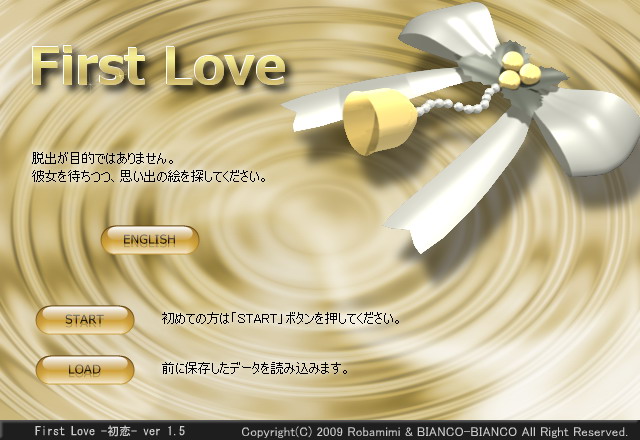 First Love
脱出が目的ではありません。
彼女を待ちつつ、思い出の絵を探してください。
ENGLISH
START
初めての方は「START」ボタンを押してください。
LOAD
前に保存したデータを読み込みます。
First Love -初恋- ver 1.5
Copyright(C) 2009 Robamimi & BIANCO-BIANCO All Right Reserved.